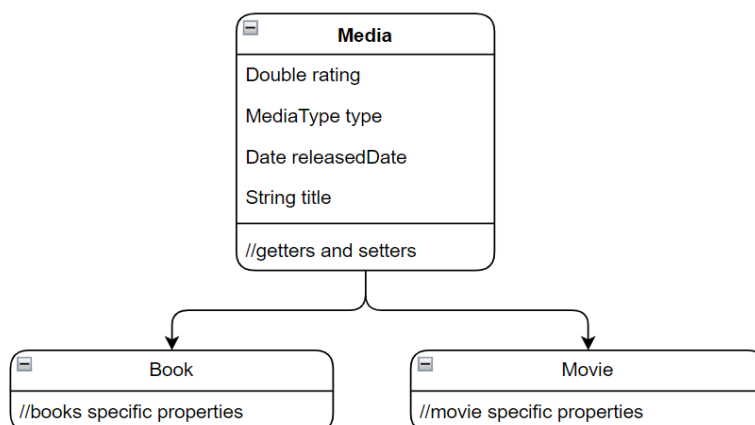 Media
Double rating
MediaType type
Date releasedDate
String title
//getters and setters
Book
//books specific properties
Movie
//movie specific properties